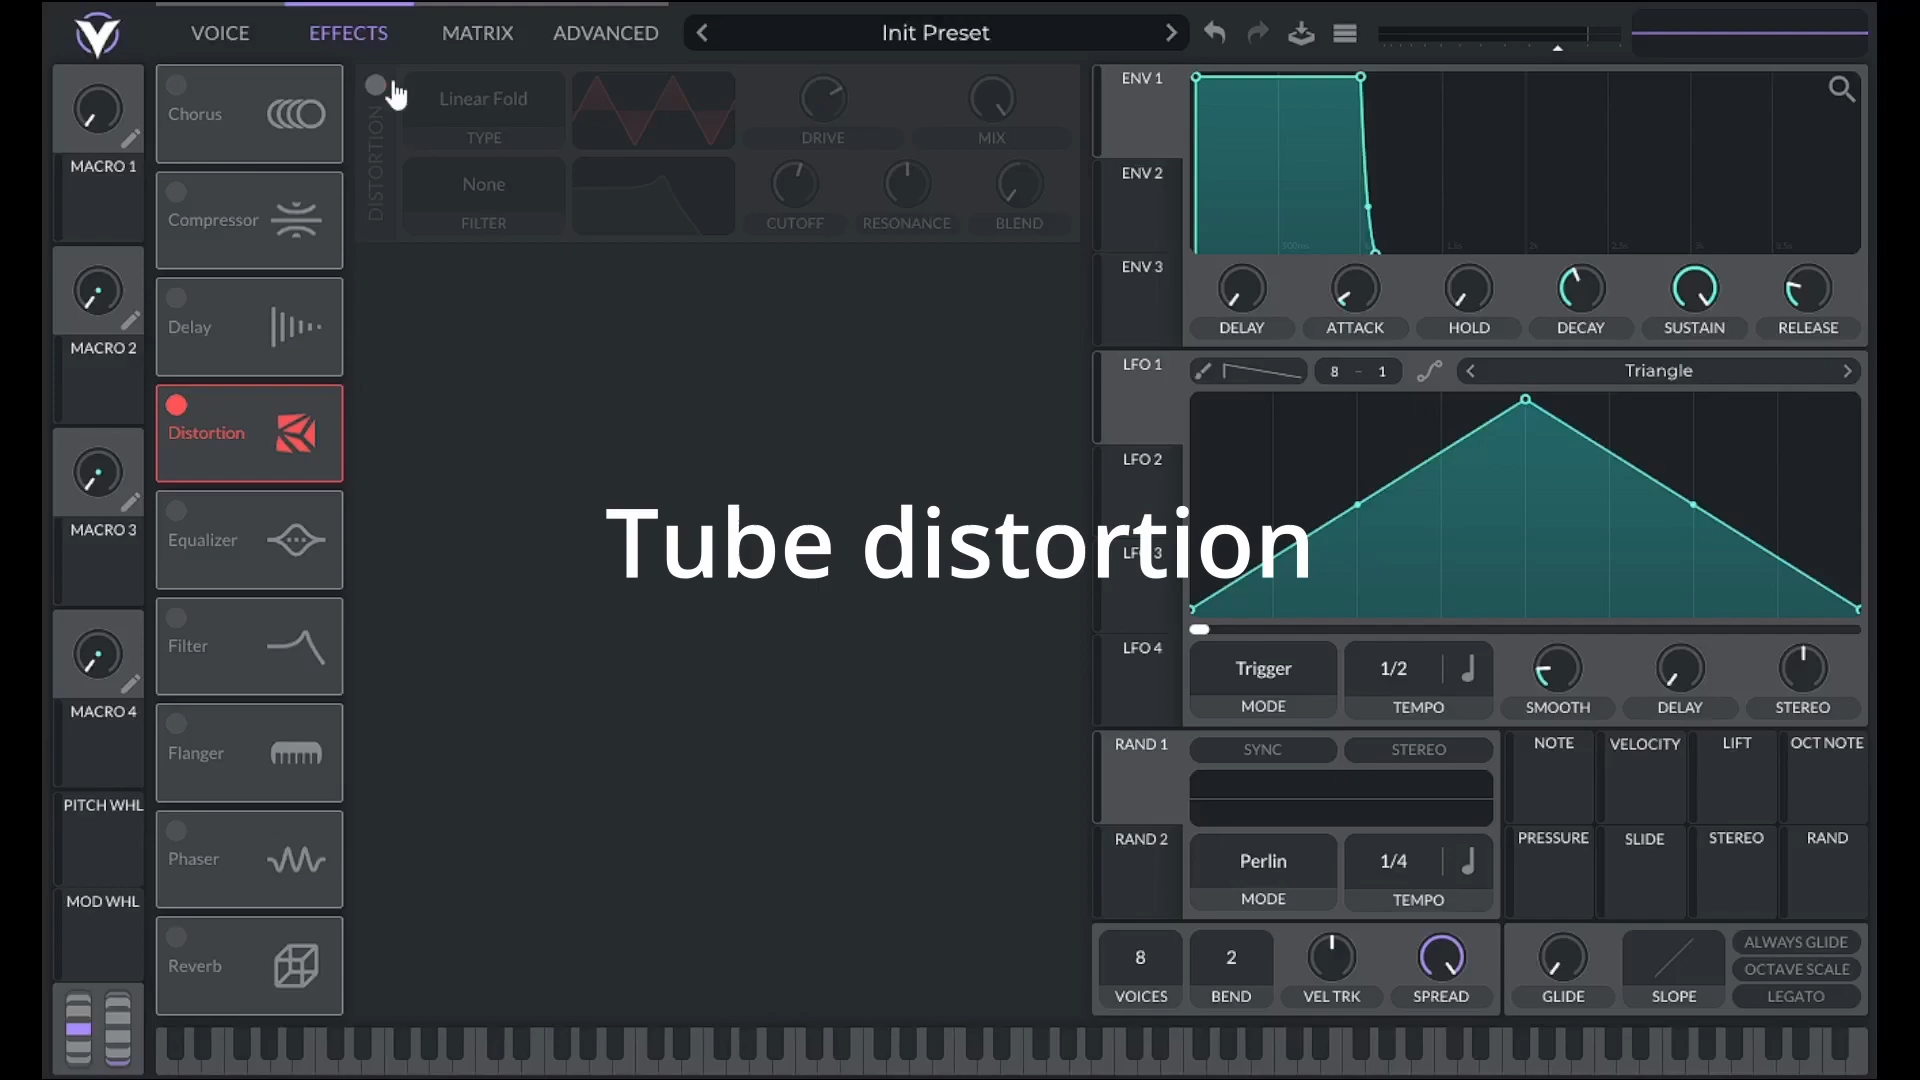 VOICE EFFECTS MATRIX ADVANCED Init Preset
MACRO 1
MACRO 2
MACRO 3
MACRO 4
PITCH WHL
MOD WHL
Chorus
Compressor
Delay
Distortion
Equalizer
Filter
Flanger
Phaser
Reverb
DISTORTION
Linear Fold
TYPE DRIVE MIX
None
FILTER CUTOFF RESONANCE BLEND
Tube distortion
ENV 1
ENV 2
ENV 3
DELAY ATTACK HOLD DECAY SUSTAIN RELEASE
LFO 1
LFO 2
LFO 3
LFO 4
8 - 1 Triangle
Trigger 1/2
MODE TEMPO SMOOTH DELAY STEREO
RAND 1
RAND 2
SYNC STEREO
Perlin 1/4
MODE TEMPO
NOTE VELOCITY LIFT OCT NOTE
PRESSURE SLIDE STEREO RAND
8 2
VOICES BEND VEL TRK SPREAD GLIDE SLOPE
ALWAYS GLIDE
OCTAVE SCALE
LEGATO